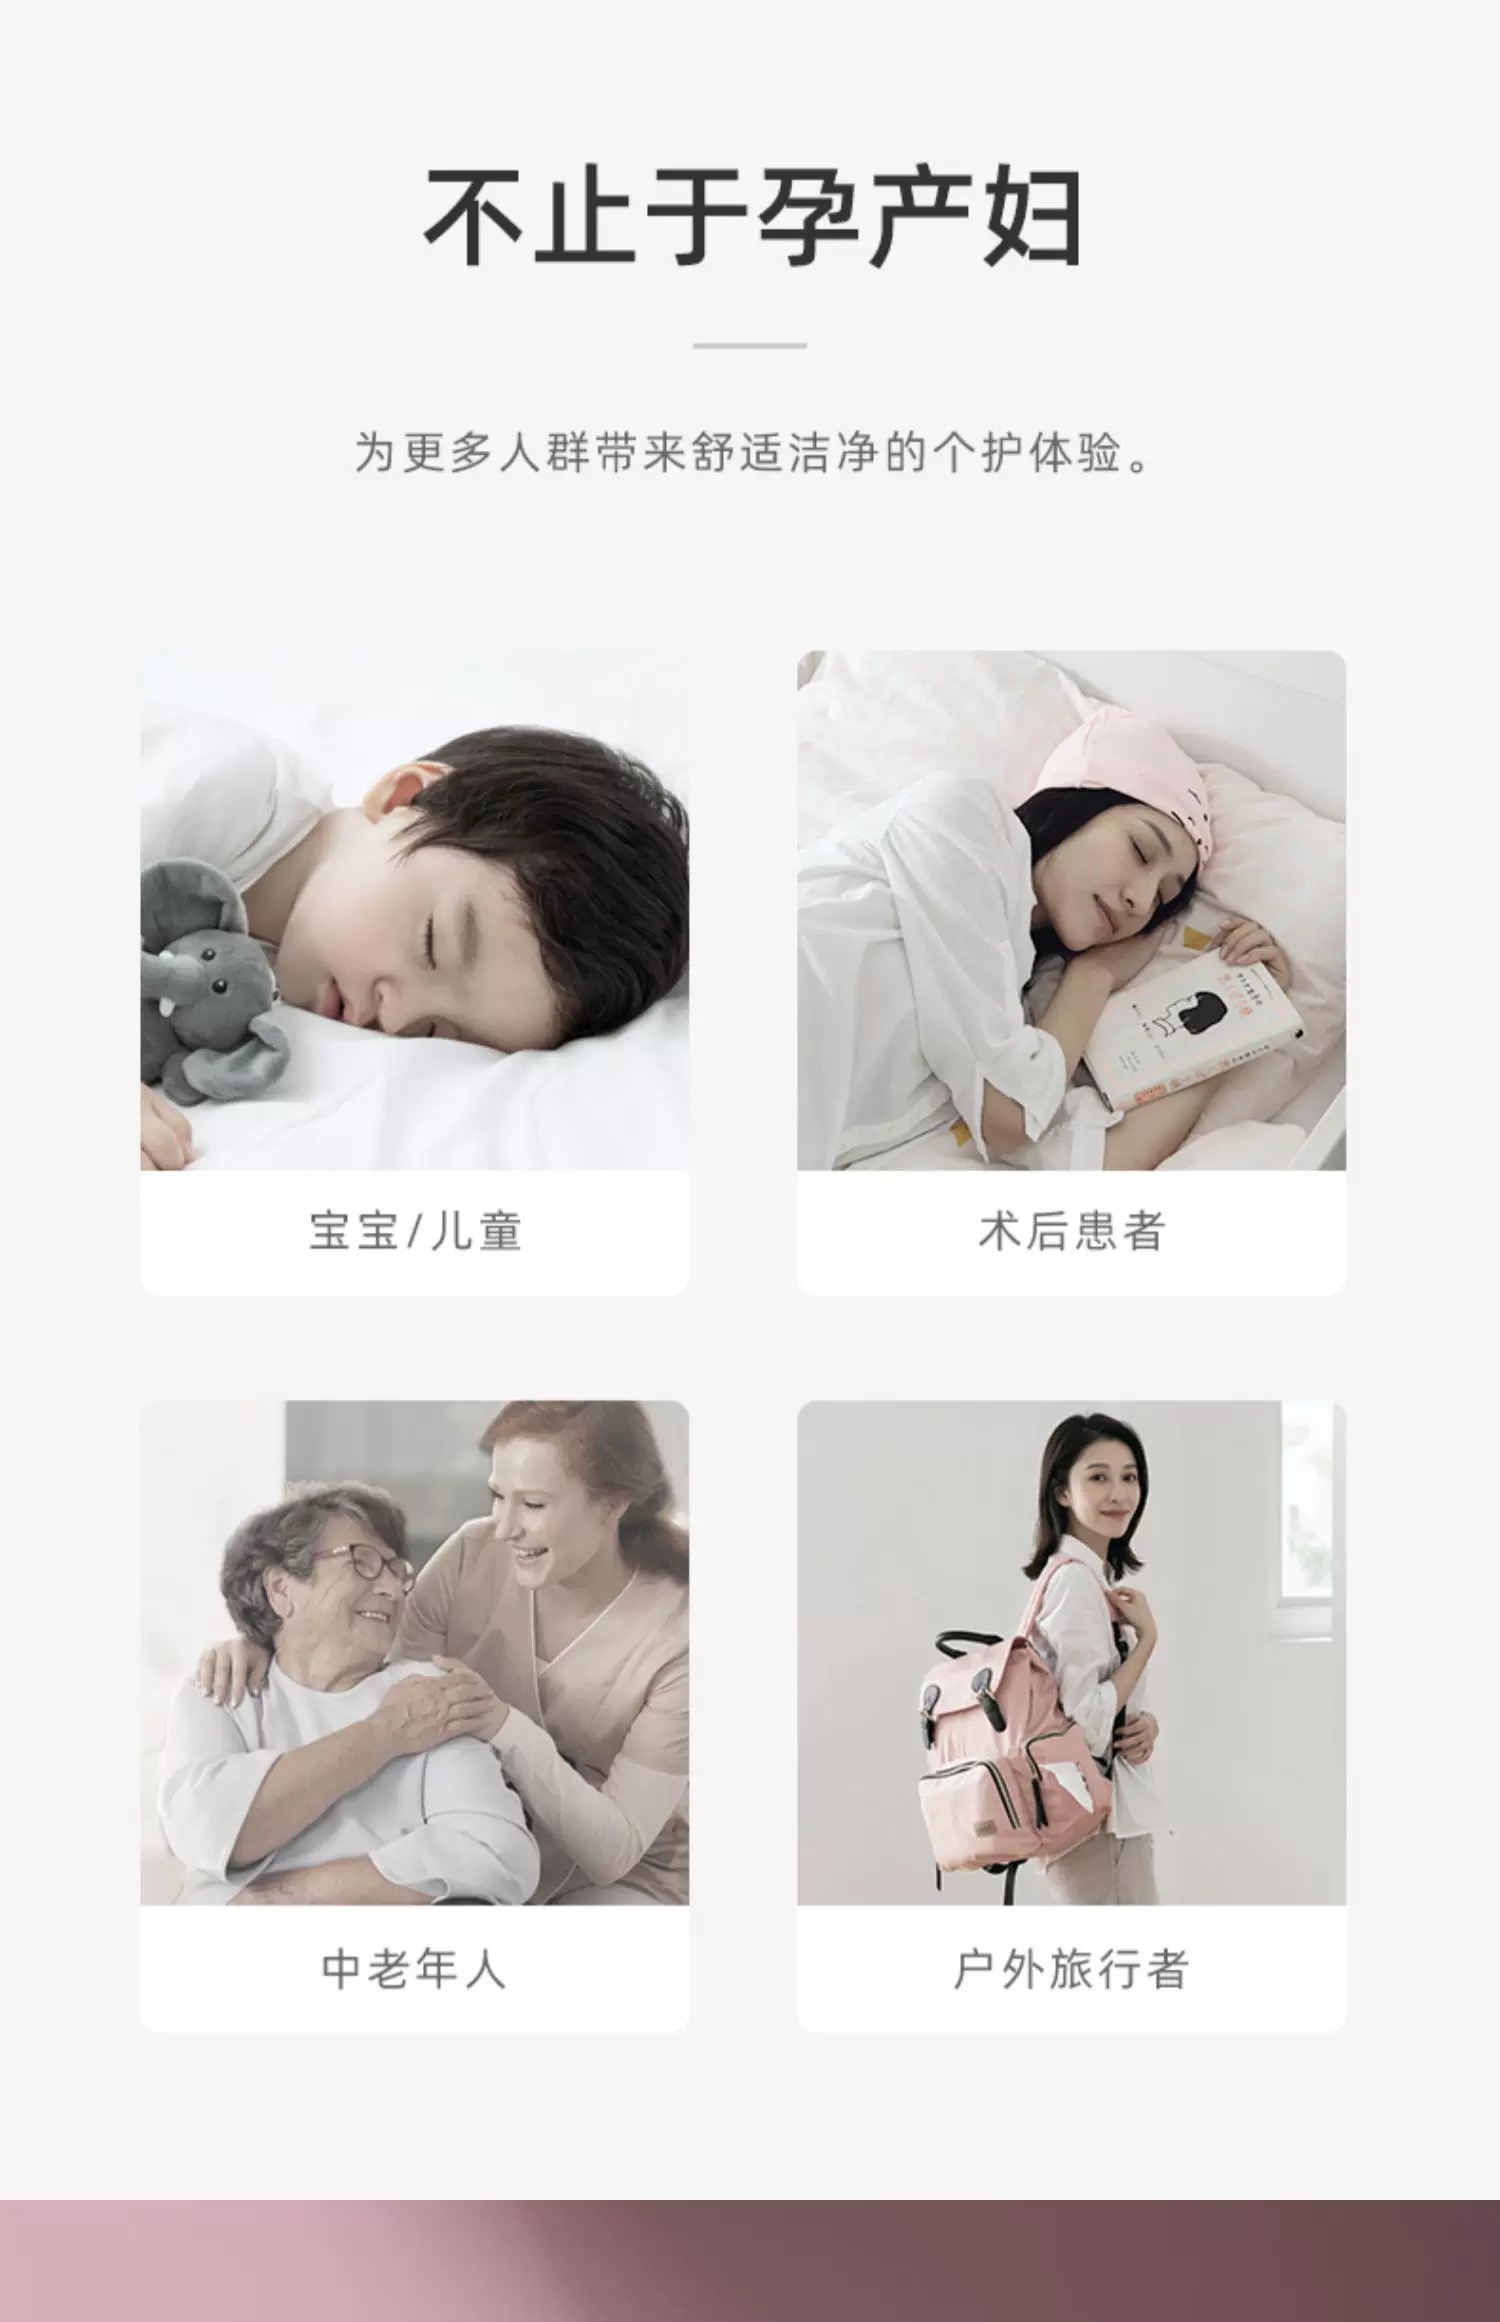 不止于孕产妇
为更多人群带来舒适洁净的个护体验。
宝宝/儿童
术后患者
中老年人
户外旅行者